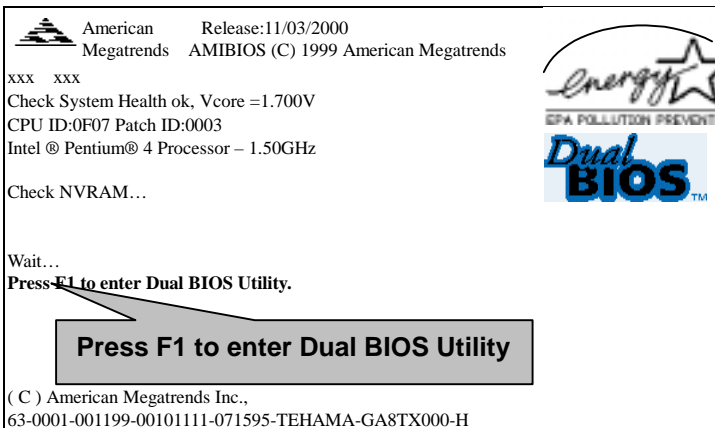 American Release:11/03/2000
Megatrends AMIBIOS (C) 1999 American Megatrends
xxx xxx
Check System Health ok, Vcore =1.700V
CPU ID:0F07 Patch ID:0003
Intel ® Pentium® 4 Processor – 1.50GHz
energy
EPA POLLUTION PREVENT
Dual
BIOS TM
Check NVRAM…
Wait…
Press F1 to enter Dual BIOS Utility.
Press F1 to enter Dual BIOS Utility
( C ) American Megatrends Inc.,
63-0001-001199-00101111-071595-TEHAMA-GA8TX000-H